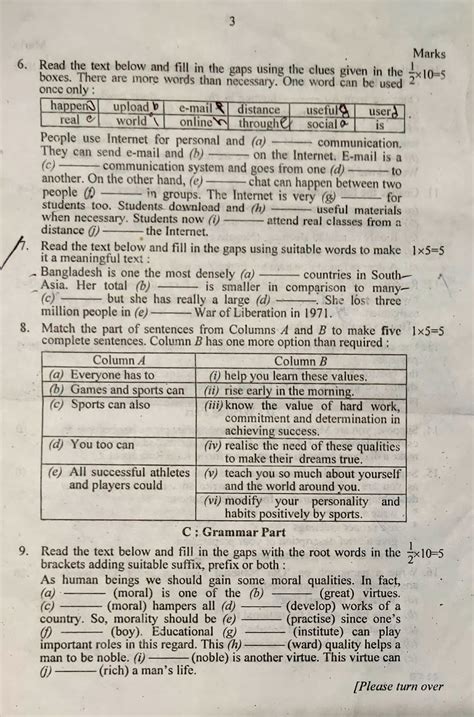 3
Marks
6. Read the text below and fill in the gaps using the clues given in the 1/2×10=5
boxes. There are more words than necessary. One word can be used
once only :
happens upload b e-mail distance useful g users
real e world online through social a is
People use Internet for personal and (a) ——— communication.
They can send e-mail and (b) ——— on the Internet. E-mail is a
(c) ——— communication system and goes from one (d) ——— to
another. On the other hand, (e) ——— chat can happen between two
people (f) ——— in groups. The Internet is very (g) ——— for
students too. Students download and (h) ——— useful materials
when necessary. Students now (i) ——— attend real classes from a
distance (j) ——— the Internet.
7. Read the text below and fill in the gaps using suitable words to make 1×5=5
it a meaningful text :
Bangladesh is one the most densely (a) ——— countries in South
Asia. Her total (b) ——— is smaller in comparison to many
(c) ——— but she has really a large (d) ———. She lost three
million people in (e) ——— War of Liberation in 1971.
8. Match the part of sentences from Columns A and B to make five 1×5=5
complete sentences. Column B has one more option than required :
Column A Column B
(a) Everyone has to (i) help you learn these values.
(b) Games and sports can (ii) rise early in the morning.
(c) Sports can also (iii) know the value of hard work,
commitment and determination in
achieving success.
(d) You too can (iv) realise the need of these qualities
to make their dreams true.
(e) All successful athletes (v) teach you so much about yourself
and players could and the world around you.
(vi) modify your personality and
habits positively by sports.
C : Grammar Part
9. Read the text below and fill in the gaps with the root words in the 1/2×10=5
brackets adding suitable suffix, prefix or both :
As human beings we should gain some moral qualities. In fact,
(a) ——— (moral) is one of the (b) ——— (great) virtues.
(c) ——— (moral) hampers all (d) ——— (develop) works of a
country. So, morality should be (e) ——— (practise) since one's
(f) ——— (boy). Educational (g) ——— (institute) can play
important roles in this regard. This (h) ——— (ward) quality helps a
man to be noble. (i) ——— (noble) is another virtue. This virtue can
(j) ——— (rich) a man's life.
[Please turn over